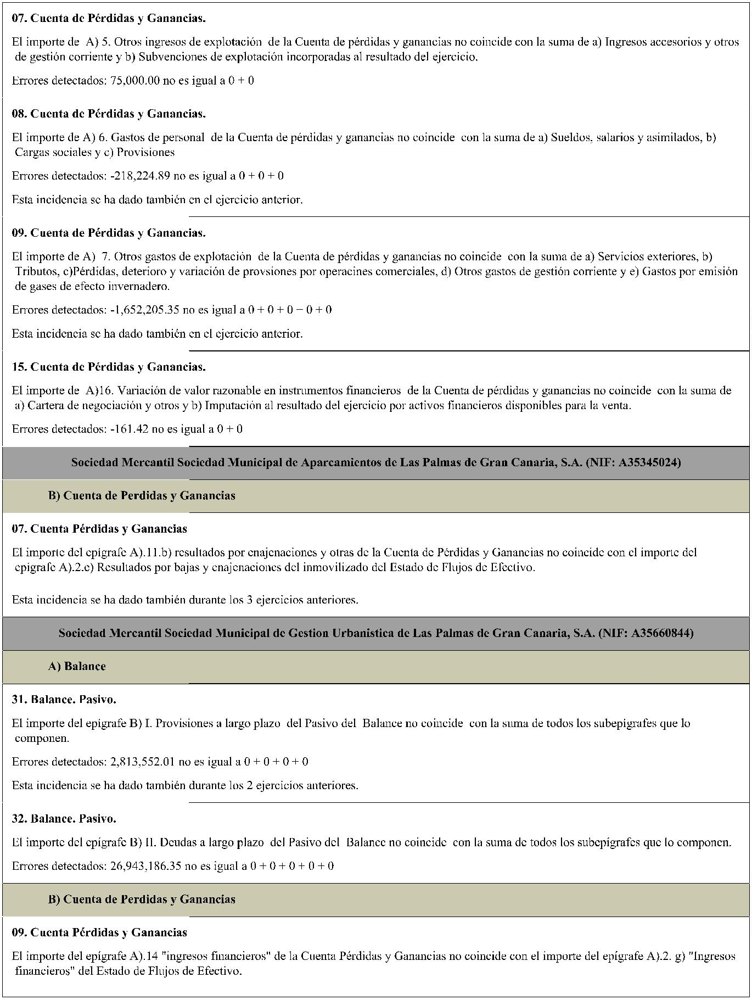 07. Cuenta de Pérdidas y Ganancias.
El importe de  A) 5. Otros ingresos de explotación  de la Cuenta de pérdidas y ganancias no coincide con la suma de a) Ingresos accesorios y otros
de gestión corriente y b) Subvenciones de explotación incorporadas al resultado del ejercicio.
Errores detectados: 75,000.00 no es igual a 0 + 0
08. Cuenta de Pérdidas y Ganancias.
El importe de A) 6. Gastos de personal  de la Cuenta de pérdidas y ganancias no coincide  con la suma de a) Sueldos, salarios y asimilados, b)
Cargas sociales y c) Provisiones
Errores detectados: -218,224.89 no es igual a 0 + 0 + 0
Esta incidencia se ha dado también en el ejercicio anterior.
09. Cuenta de Pérdidas y Ganancias.
El importe de A)  7. Otros gastos de explotación  de la Cuenta de pérdidas y ganancias no coincide  con la suma de a) Servicios exteriores, b)
Tributos, c)Pérdidas, deterioro y variación de provsiones por operacines comerciales, d) Otros gastos de gestión corriente y e) Gastos por emisión
de gases de efecto invernadero.
Errores detectados: -1,652,205.35 no es igual a 0 + 0 + 0 + 0 + 0
Esta incidencia se ha dado también en el ejercicio anterior.
15. Cuenta de Pérdidas y Ganancias.
El importe de  A)16. Variación de valor razonable en instrumentos financieros  de la Cuenta de pérdidas y ganancias no coincide  con la suma de
a) Cartera de negociación y otros y b) Imputación al resultado del ejercicio por activos financieros disponibles para la venta.
Errores detectados: -161.42 no es igual a 0 + 0
Sociedad Mercantil Sociedad Municipal de Aparcamientos de Las Palmas de Gran Canaria, S.A. (NIF: A35345024)
B) Cuenta de Perdidas y Ganancias
07. Cuenta Pérdidas y Ganancias
El importe del epígrafe A).11.b) resultados por enajenaciones y otras de la Cuenta de Pérdidas y Ganancias no coincide con el importe del
epígrafe A).2.e) Resultados por bajas y enajenaciones del inmovilizado del Estado de Flujos de Efectivo.
Esta incidencia se ha dado también durante los 3 ejercicios anteriores.
Sociedad Mercantil Sociedad Municipal de Gestion Urbanistica de Las Palmas de Gran Canaria, S.A. (NIF: A35660844)
A) Balance
31. Balance. Pasivo.
El importe del epígrafe B) I. Provisiones a largo plazo  del Pasivo del  Balance no coincide  con la suma de todos los subepígrafes que lo
componen.
Errores detectados: 2,813,552.01 no es igual a 0 + 0 + 0 + 0
Esta incidencia se ha dado también durante los 2 ejercicios anteriores.
32. Balance. Pasivo.
El importe del epígrafe B) II. Deudas a largo plazo  del Pasivo del  Balance no coincide  con la suma de todos los subepígrafes que lo componen.
Errores detectados: 26,943,186.35 no es igual a 0 + 0 + 0 + 0 + 0
B) Cuenta de Perdidas y Ganancias
09. Cuenta Pérdidas y Ganancias
El importe del epígrafe A).14 "ingresos financieros" de la Cuenta Pérdidas y Ganancias no coincide con el importe del epígrafe A).2. g) "Ingresos
financieros" del Estado de Flujos de Efectivo.